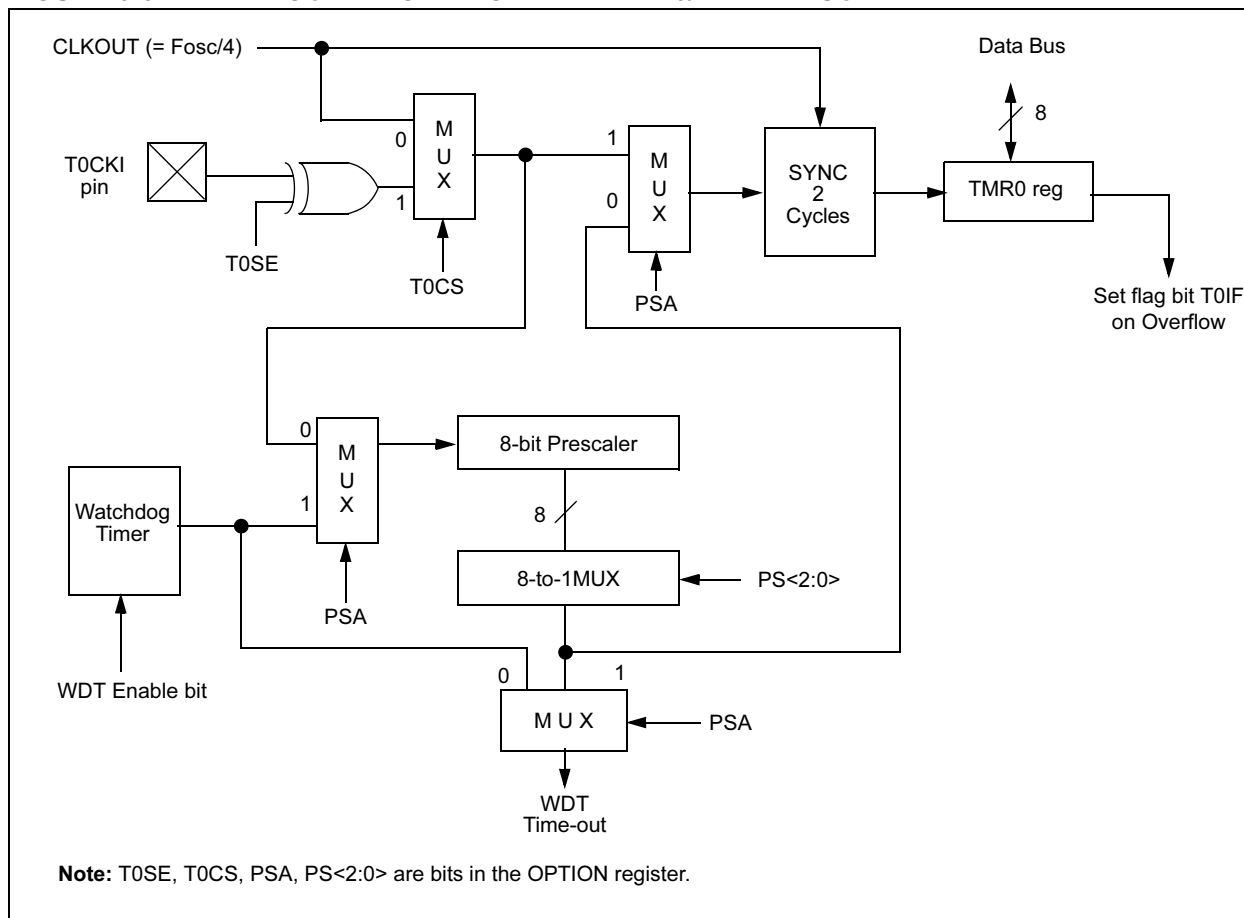 CLKOUT (= Fosc/4)
Data Bus
8
T0CKI
pin
T0SE
0
1
M
U
X
T0CS
1
0
M
U
X
PSA
SYNC
2
Cycles
TMR0 reg
Set flag bit T0IF
on Overflow
0
1
M
U
X
PSA
8-bit Prescaler
8
8-to-1MUX
PS<2:0>
Watchdog
Timer
WDT Enable bit
0
1
M U X
PSA
WDT
Time-out
Note: T0SE, T0CS, PSA, PS<2:0> are bits in the OPTION register.